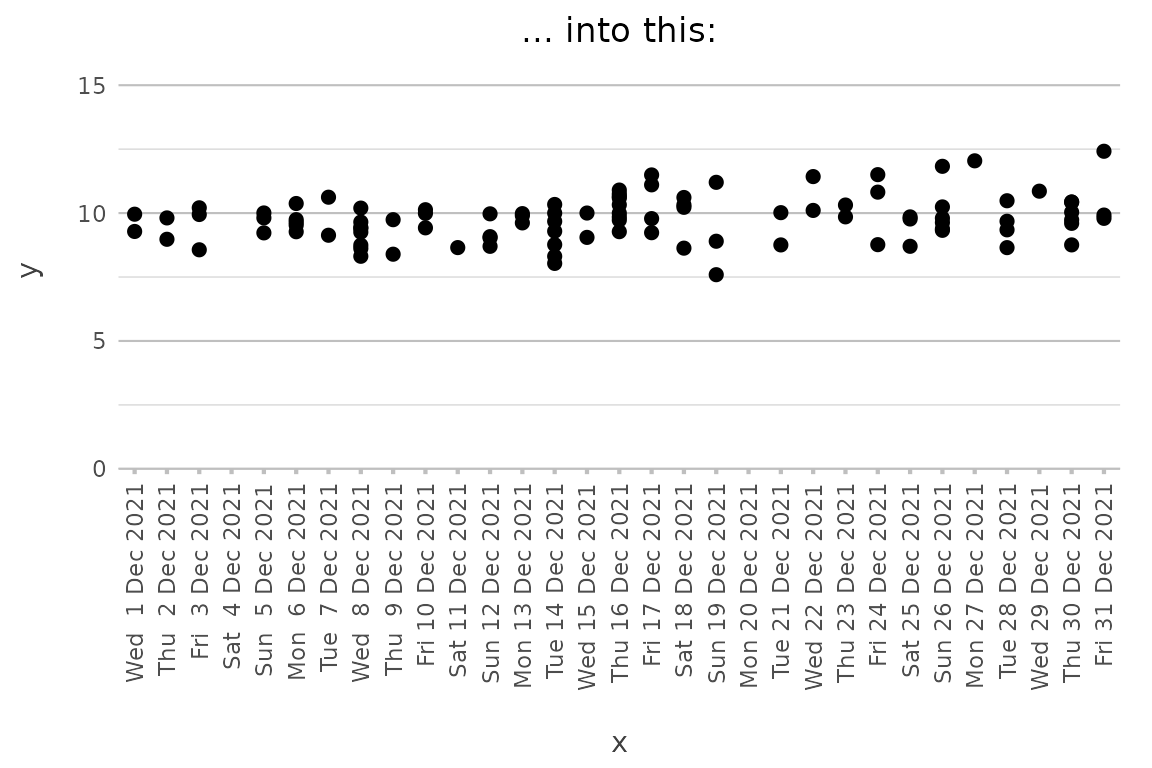 ... into this:
15
10
5
0
y
Wed  1 Dec 2021
Thu  2 Dec 2021
Fri  3 Dec 2021
Sat  4 Dec 2021
Sun  5 Dec 2021
Mon  6 Dec 2021
Tue  7 Dec 2021
Wed  8 Dec 2021
Thu  9 Dec 2021
Fri 10 Dec 2021
Sat 11 Dec 2021
Sun 12 Dec 2021
Mon 13 Dec 2021
Tue 14 Dec 2021
Wed 15 Dec 2021
Thu 16 Dec 2021
Fri 17 Dec 2021
Sat 18 Dec 2021
Sun 19 Dec 2021
Mon 20 Dec 2021
Tue 21 Dec 2021
Wed 22 Dec 2021
Thu 23 Dec 2021
Fri 24 Dec 2021
Sat 25 Dec 2021
Sun 26 Dec 2021
Mon 27 Dec 2021
Tue 28 Dec 2021
Wed 29 Dec 2021
Thu 30 Dec 2021
Fri 31 Dec 2021
x